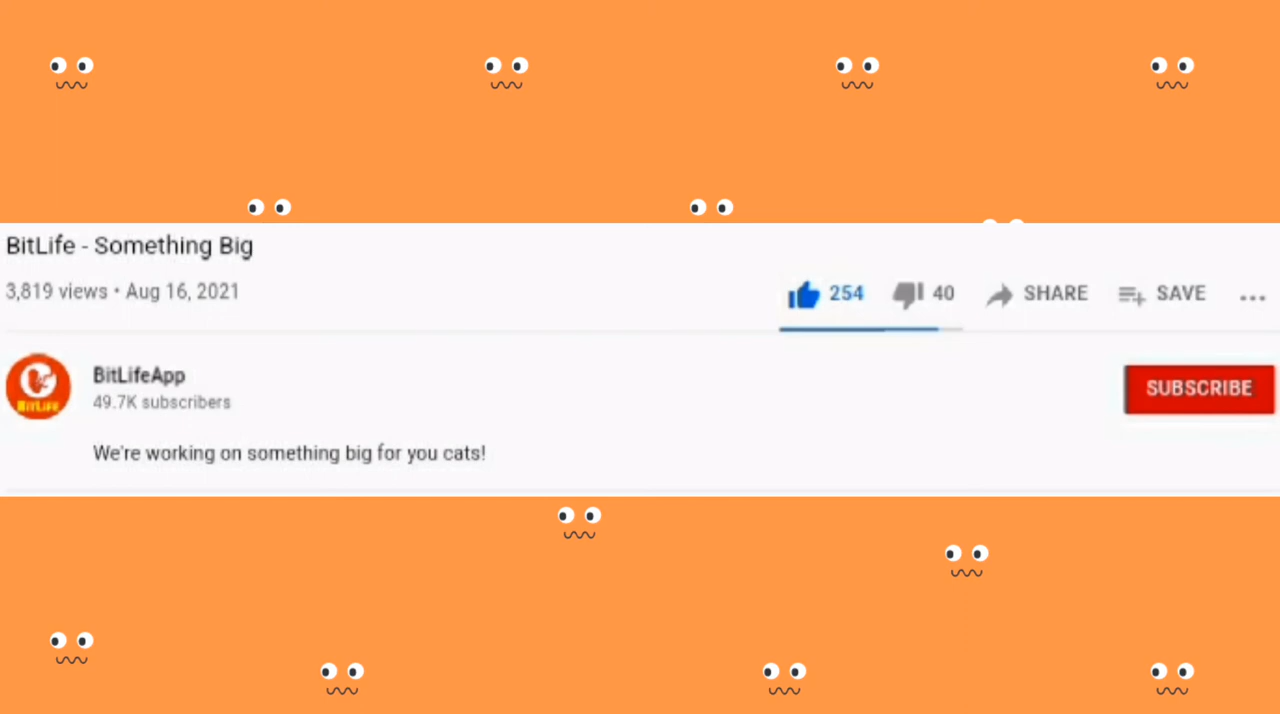 BitLife - Something Big
3,819 views • Aug 16, 2021
254 40 SHARE SAVE
BitLifeApp
49.7K subscribers
SUBSCRIBE
BITLIFE
We're working on something big for you cats!